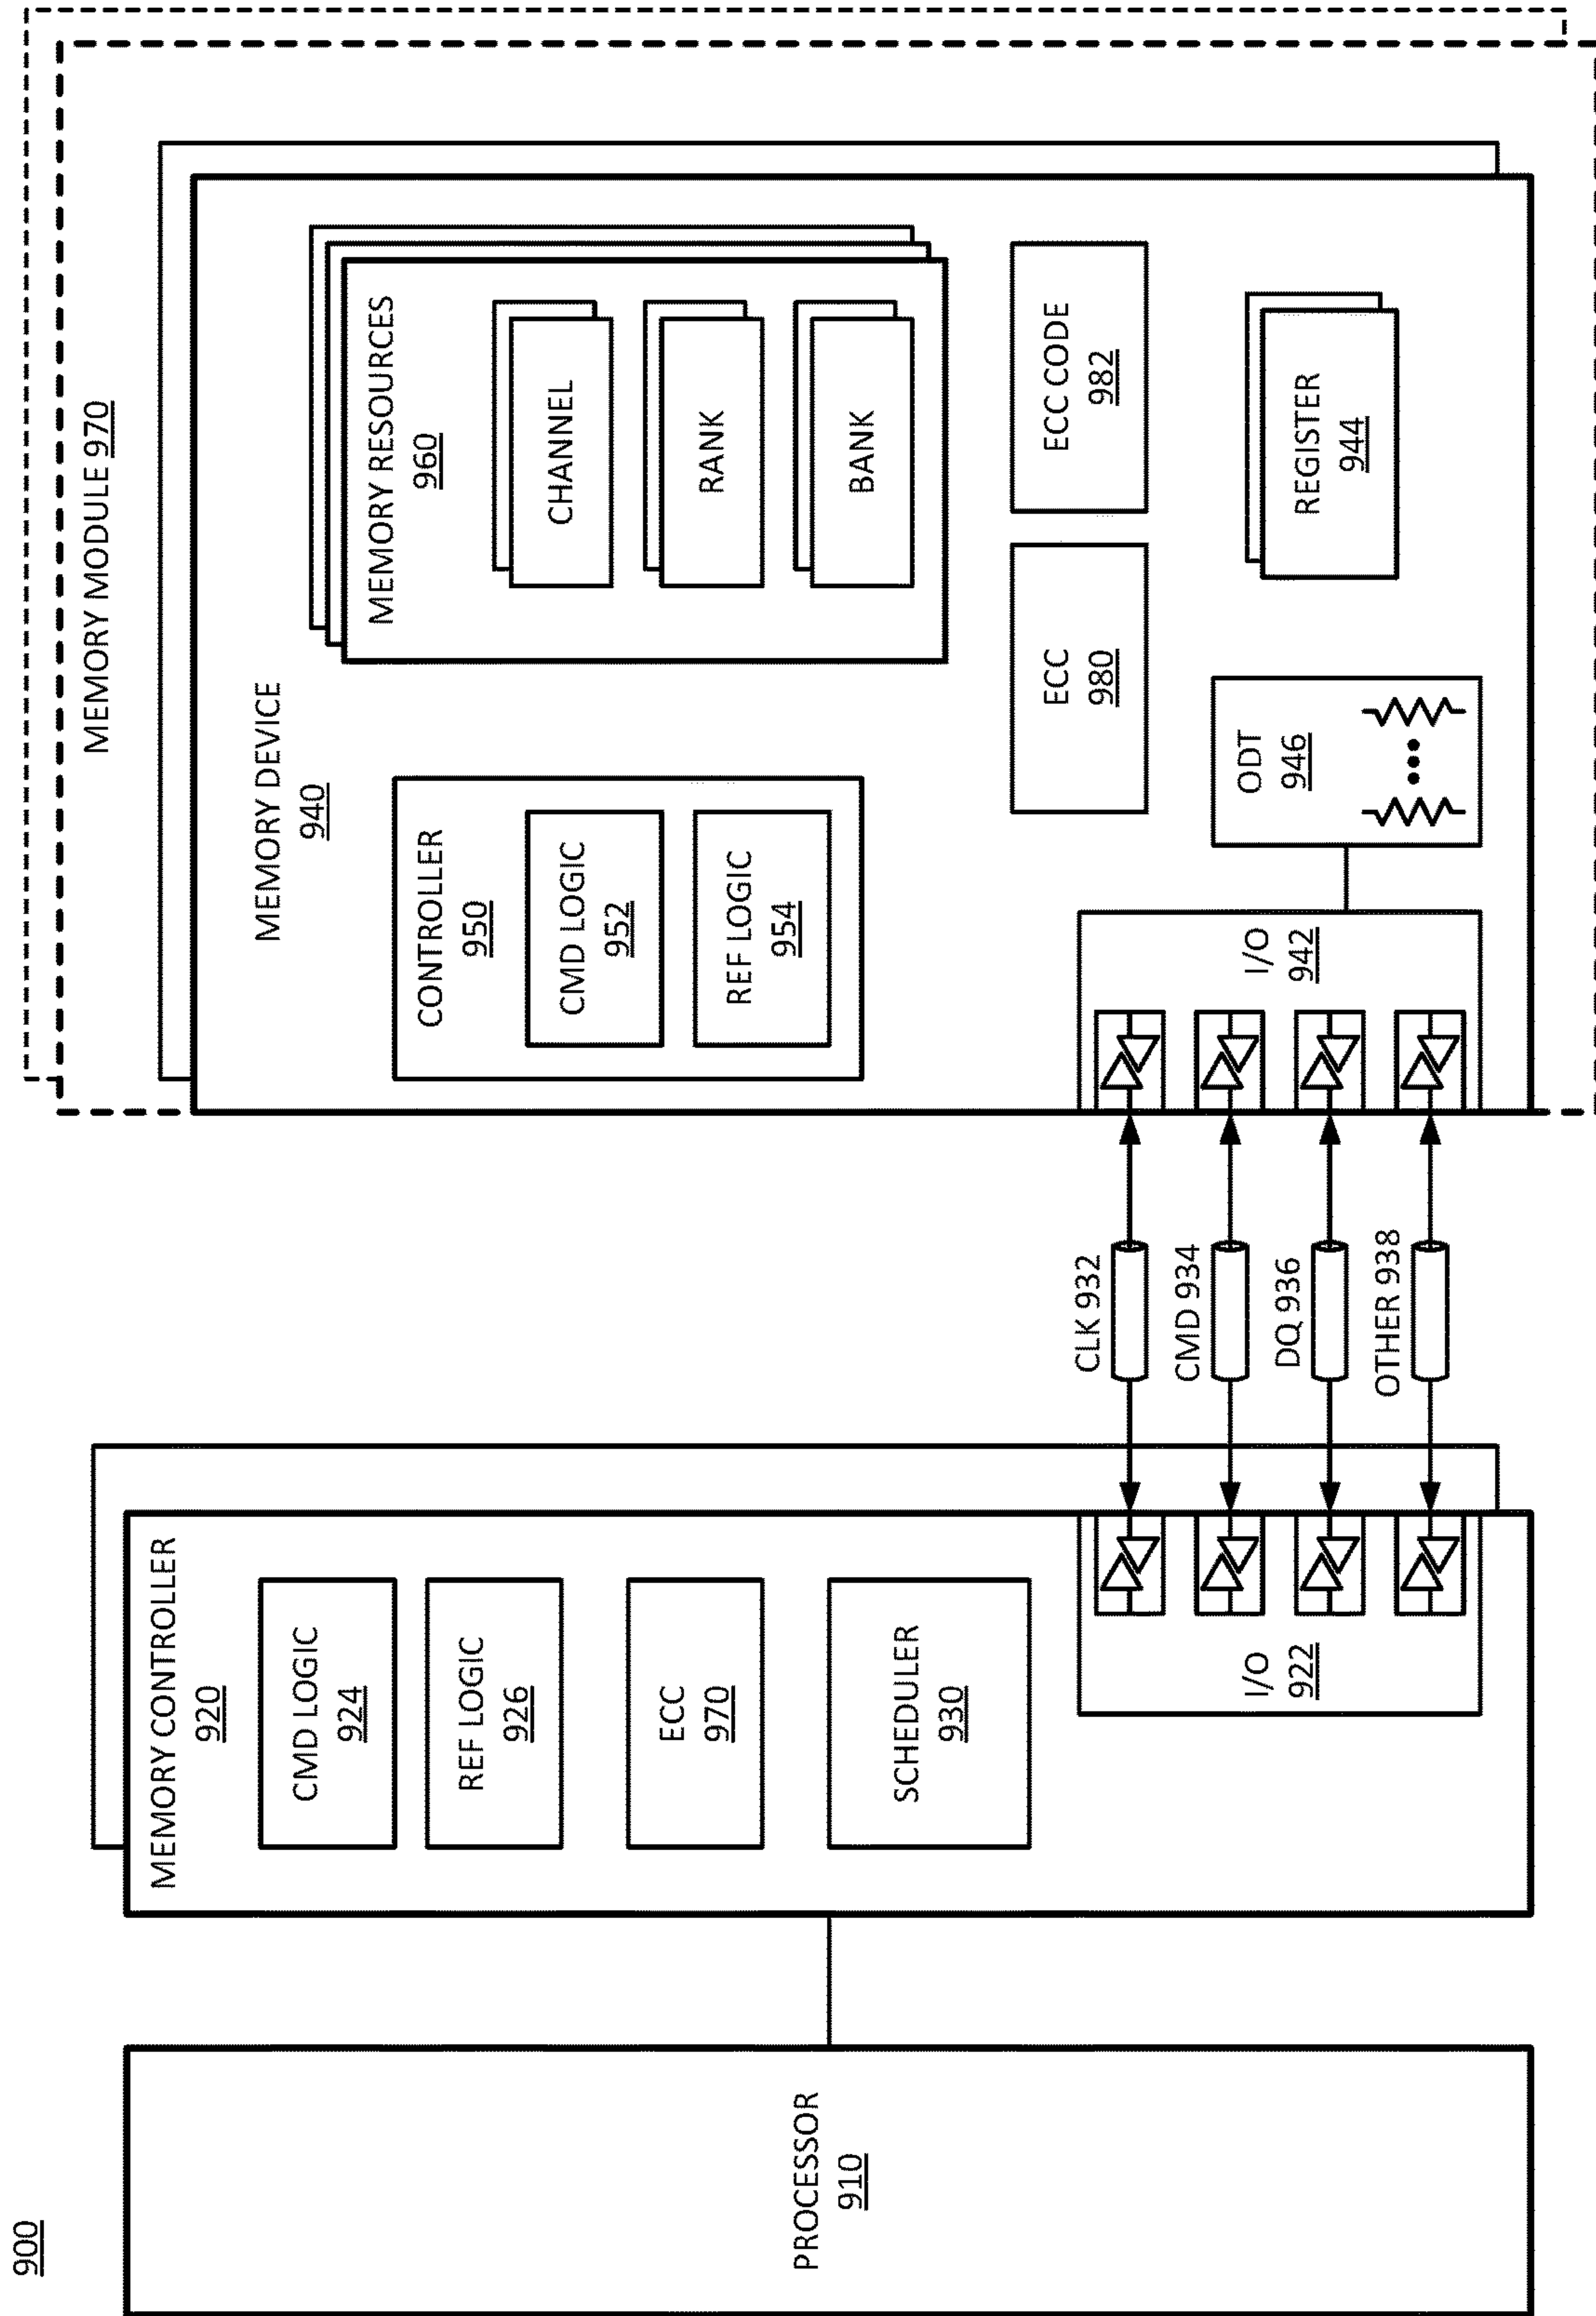 900
PROCESSOR
910
MEMORY CONTROLLER
920
CMD LOGIC
924
REF LOGIC
926
ECC
970
SCHEDULER
930
I/O
922
CLK 932
CMD 934
DQ 936
OTHER 938
MEMORY MODULE 970
MEMORY DEVICE
940
CONTROLLER
950
CMD LOGIC
952
REF LOGIC
954
I/O
942
MEMORY RESOURCES
960
CHANNEL
RANK
BANK
ECC
980
ECC CODE
982
ODT
946
REGISTER
944